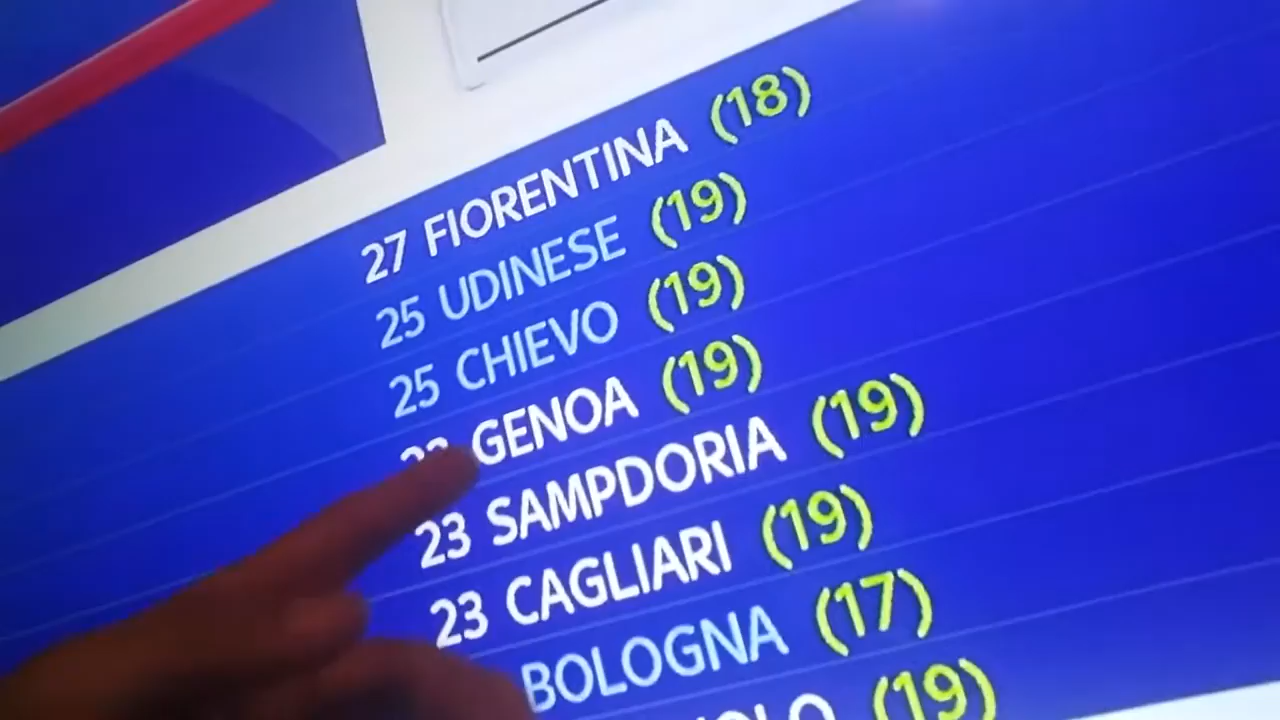 27 FIORENTINA (18)
25 UDINESE (19)
25 CHIEVO (19)
GENOA (19)
23 SAMPDORIA (19)
23 CAGLIARI (19)
BOLOGNA (17)
(19)